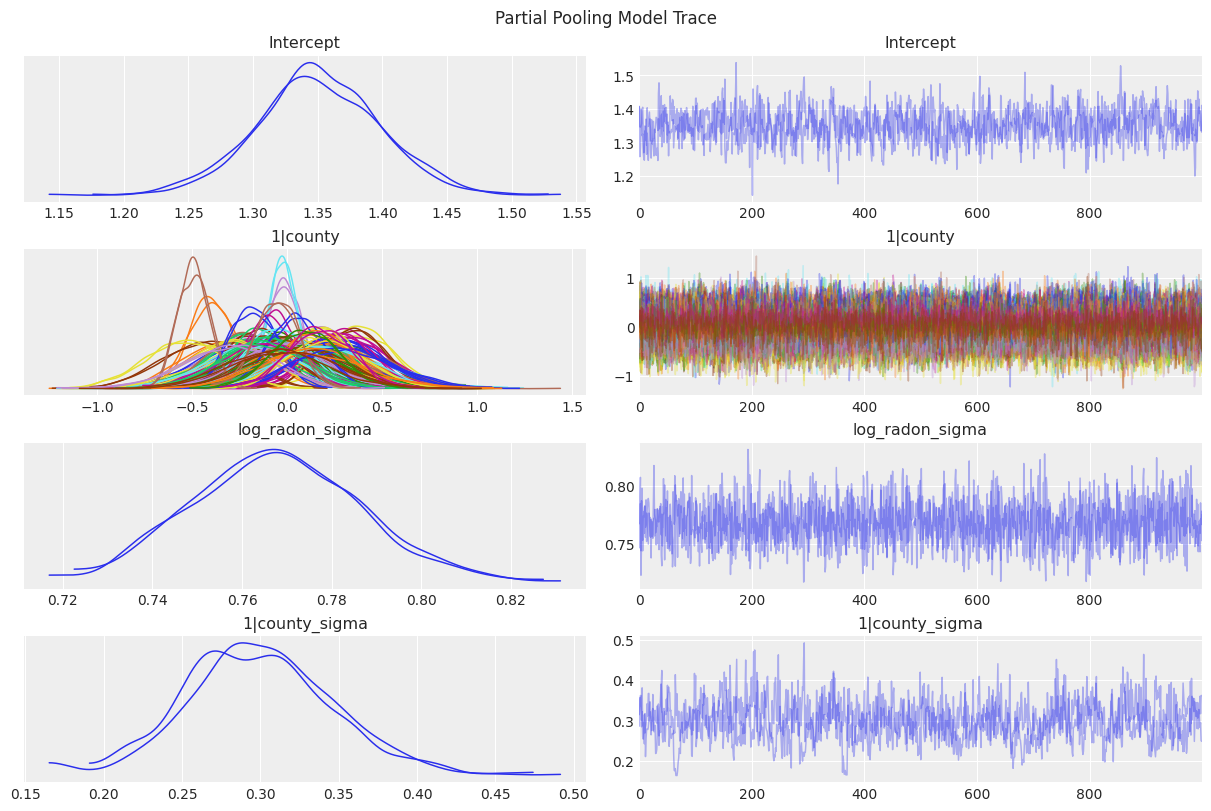 Partial Pooling Model Trace
Intercept
1.15 1.20 1.25 1.30 1.35 1.40 1.45 1.50 1.55
Intercept
1.5
1.4
1.3
1.2
0 200 400 600 800
1|county
−1.0 −0.5 0.0 0.5 1.0 1.5
1|county
1
0
−1
0 200 400 600 800
log_radon_sigma
0.72 0.74 0.76 0.78 0.80 0.82
log_radon_sigma
0.80
0.75
0 200 400 600 800
1|county_sigma
0.15 0.20 0.25 0.30 0.35 0.40 0.45 0.50
1|county_sigma
0.5
0.4
0.3
0.2
0 200 400 600 800